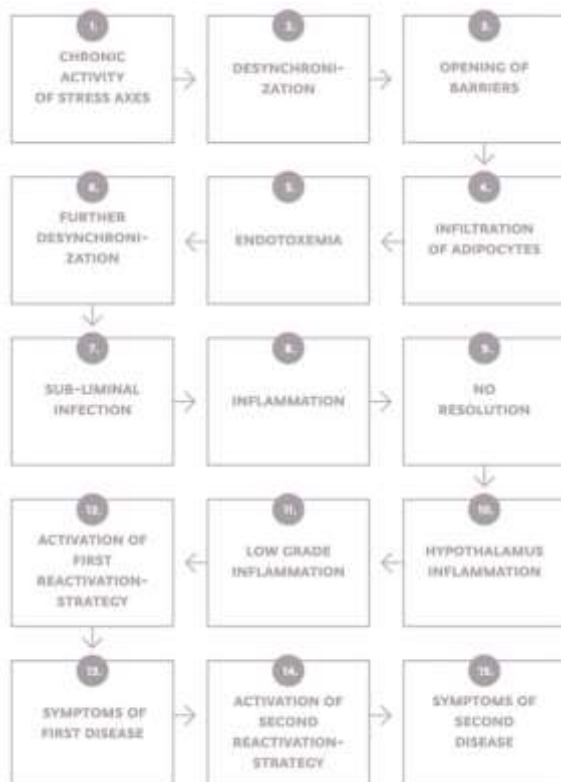 1.
CHRONIC
ACTIVITY
OF STRESS AXES
2.
DESYNCHRONI-
ZATION
3.
OPENING OF
BARRIERS
4.
INFILTRATION
OF ADIPOCYTES
5.
ENDOTOXEMIA
6.
FURTHER
DESYNCHRONI-
ZATION
7.
SUB-LIMINAL
INFECTION
8.
INFLAMMATION
9.
NO
RESOLUTION
10.
HYPOTHALAMUS
INFLAMMATION
11.
LOW GRADE
INFLAMMATION
12.
ACTIVATION OF
FIRST
REACTIVATION-
STRATEGY
13.
SYMPTOMS OF
FIRST DISEASE
14.
ACTIVATION OF
SECOND
REACTIVATION-
STRATEGY
15.
SYMPTOMS OF
SECOND
DISEASE